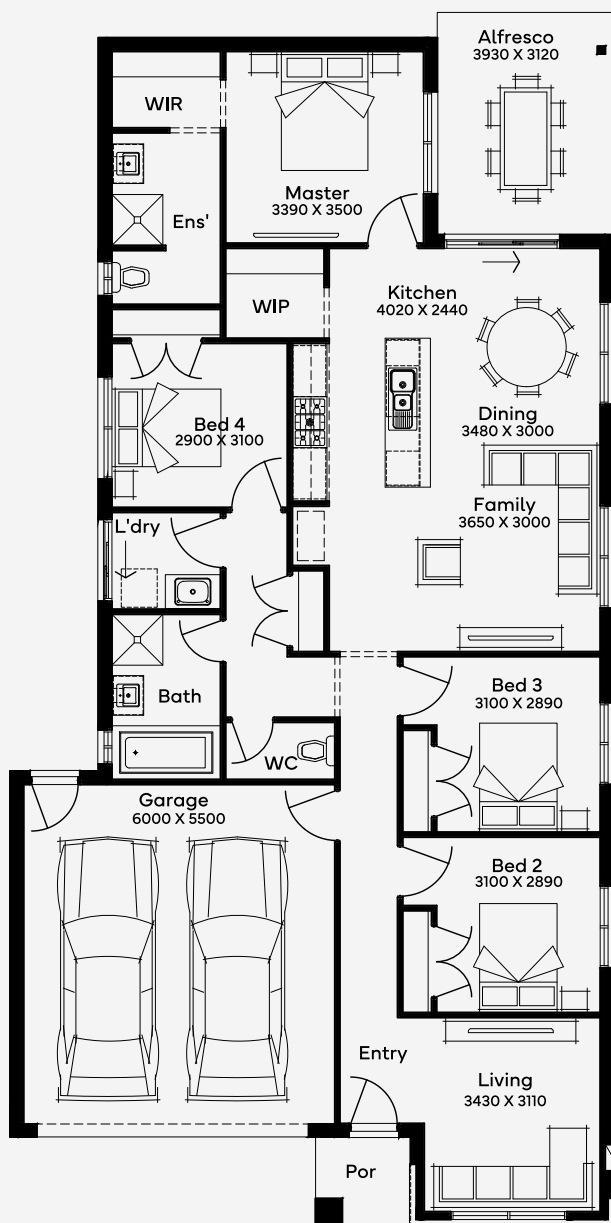 Alfresco
3930 X 3120
WIR
Master
3390 X 3500
Ens'
WIP
Kitchen
4020 X 2440
Bed 4
2900 X 3100
Dining
3480 X 3000
Family
3650 X 3000
L'dry
Bath
WC
Bed 3
3100 X 2890
Garage
6000 X 5500
Bed 2
3100 X 2890
Entry
Living
3430 X 3110
Por